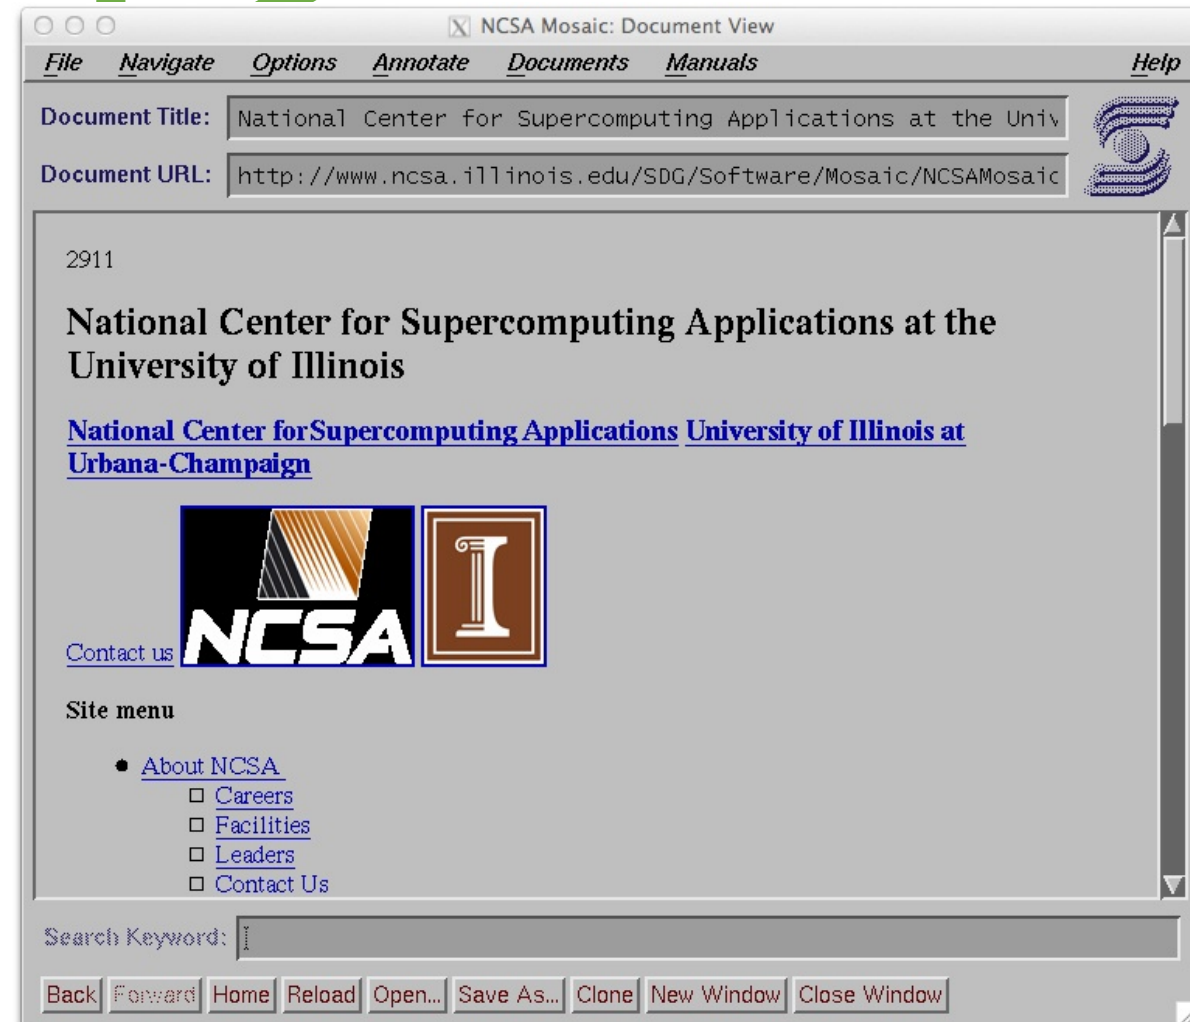 NCSA Mosaic: Document View
File Navigate Options Annotate Documents Manuals Help
Document Title: National Center for Supercomputing Applications at the Univ
Document URL: http://www.ncsa.illinois.edu/SDG/Software/Mosaic/NCSAMosaic
2911
National Center for Supercomputing Applications at the
University of Illinois
National Center for Supercomputing Applications University of Illinois at
Urbana-Champaign
NCSA
I
Contact us
Site menu
About NCSA
Careers
Facilities
Leaders
Contact Us
Search Keyword:
Back Forward Home Reload Open... Save As... Clone New Window Close Window